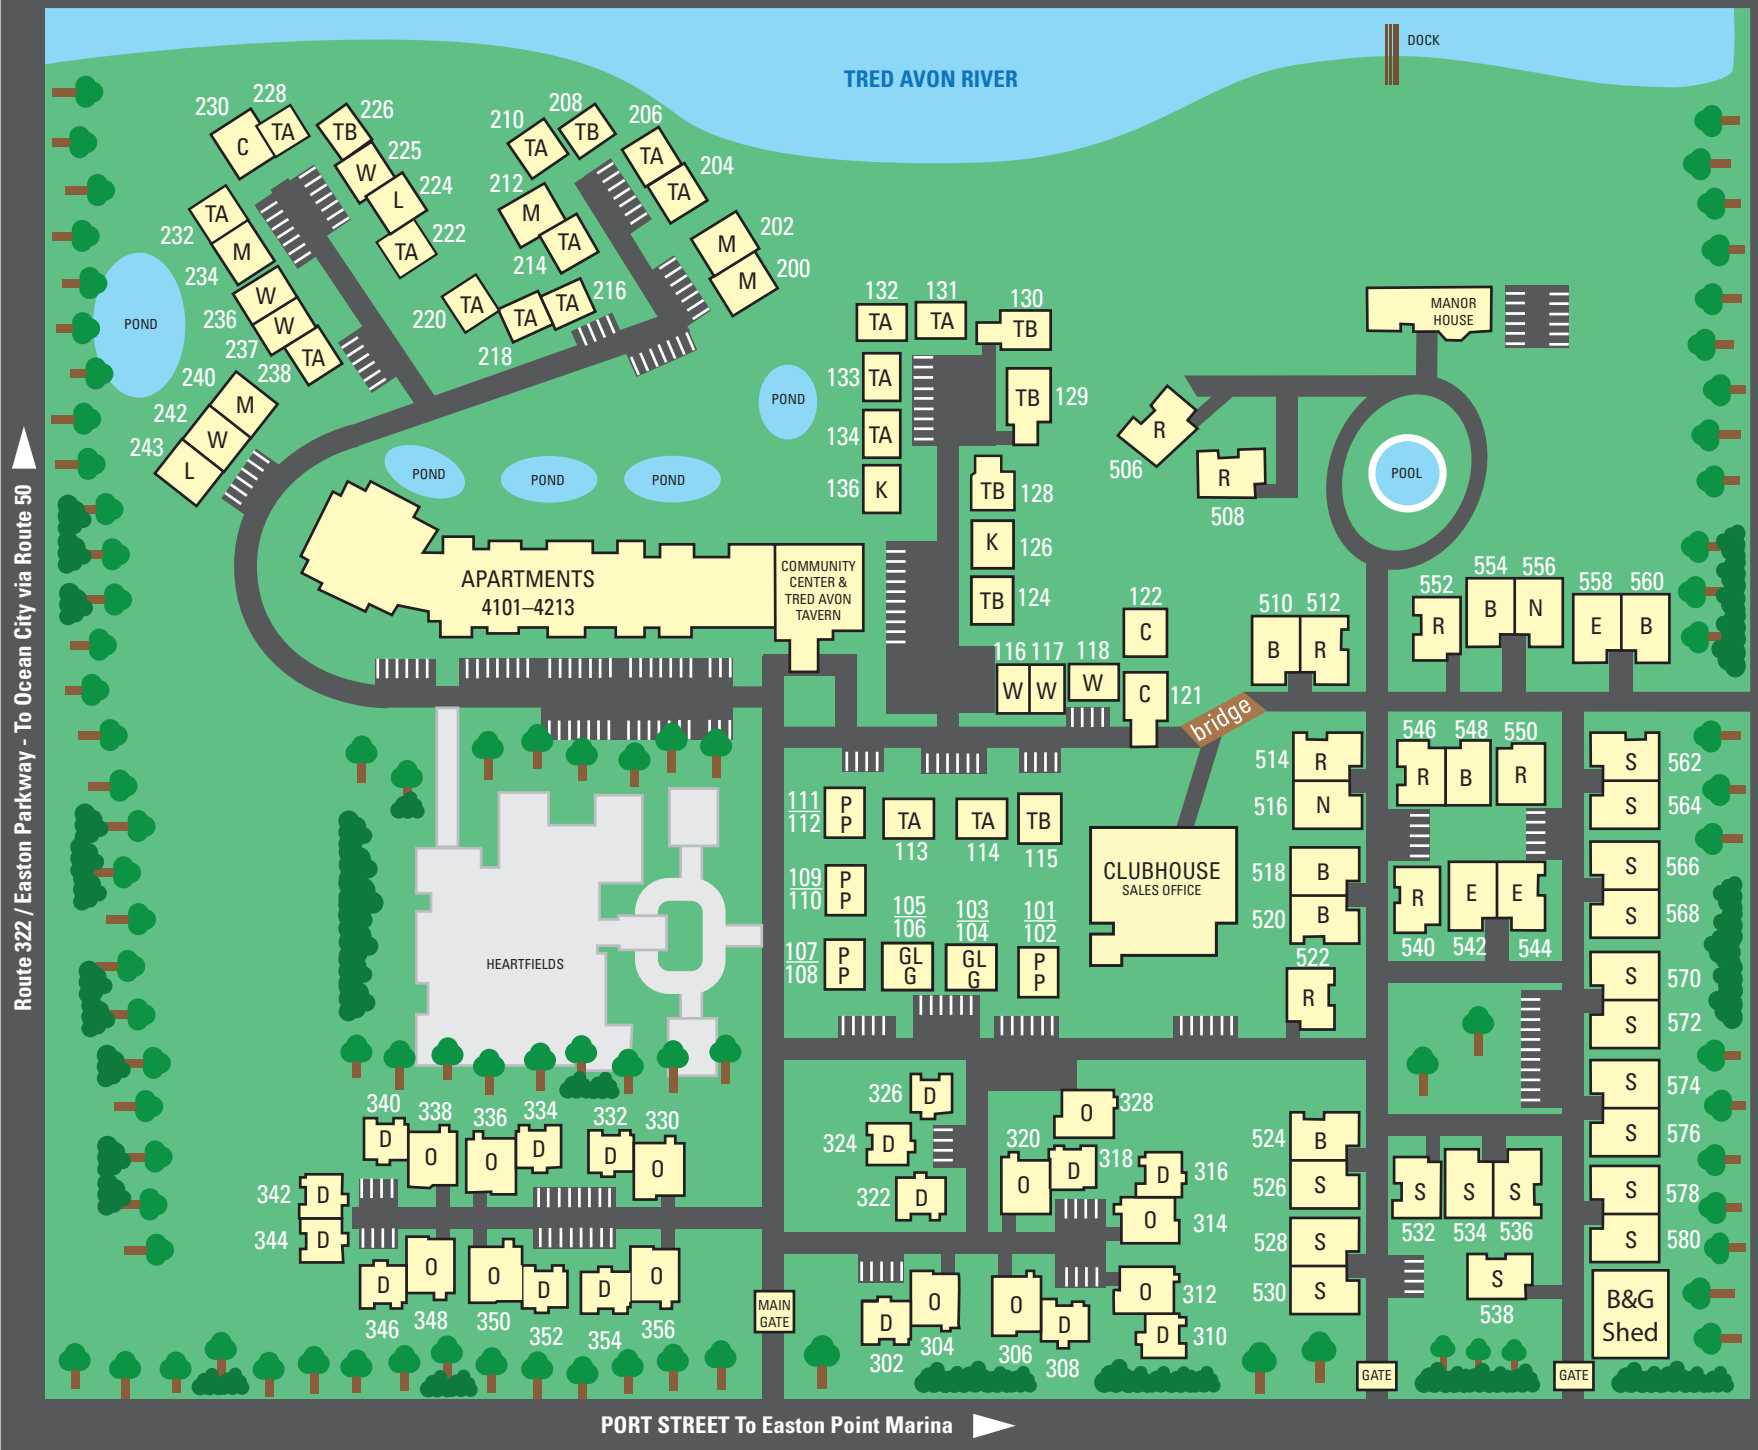 DOCK
TRED AVON RIVER
230
228
226
C
TA
TB
225
W
224
L
222
TA
210
208
206
TA
TB
TA
204
TA
212
M
TA
214
202
M
200
M
TA
232
M
234
W
236
W
237
TA
238
220
TA
216
TA
TA
218
POND
240
M
242
W
243
L
132
131
130
TA
TA
TB
133
TA
TB
129
134
TA
136
K
TB
128
K
126
TB
124
POND
POND
POND
POND
MANOR
HOUSE
R
506
R
508
POOL
APARTMENTS
4101–4213
COMMUNITY
CENTER &
TRED AVON
TAVERN
122
C
116
117
118
W
W
W
C
121
bridge
510
512
B
R
552
554
556
558
560
R
B
N
E
B
514
R
516
N
518
B
520
B
522
R
546
548
550
R
B
R
R
E
E
540
542
544
S
562
S
564
S
566
S
568
S
570
S
572
S
574
S
576
S
578
S
580
111
112
P
P
TA
113
TA
114
TB
115
109
110
P
P
107
108
P
P
105
106
GL
G
103
104
GL
G
101
102
P
P
CLUBHOUSE
SALES OFFICE
HEARTFIELDS
340
338
336
334
332
330
D
O
O
D
D
O
342
D
344
D
D
O
O
D
D
O
346
348
350
352
354
356
326
D
324
D
322
D
O
328
320
O
D
318
D
316
O
314
O
312
D
310
D
O
O
D
302
304
306
308
524
B
526
S
528
S
530
S
S
S
S
532
534
536
S
538
B&G
Shed
MAIN
GATE
GATE
GATE
Route 322 / Easton Parkway - To Ocean City via Route 50
PORT STREET To Easton Point Marina